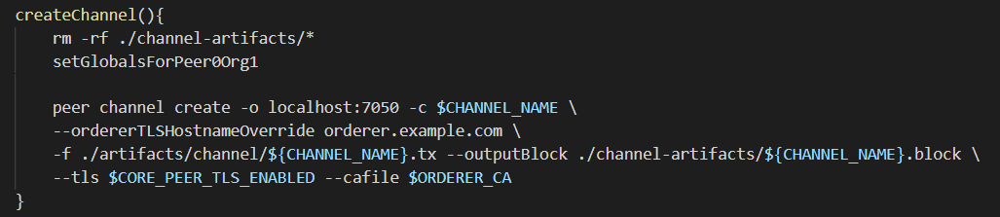 createChannel(){
rm -rf ./channel-artifacts/*
setGlobalsForPeer0Org1
peer channel create -o localhost:7050 -c $CHANNEL_NAME \
--ordererTLSHostnameOverride orderer.example.com \
-f ./artifacts/channel/${CHANNEL_NAME}.tx --outputBlock ./channel-artifacts/${CHANNEL_NAME}.block \
--tls $CORE_PEER_TLS_ENABLED --cafile $ORDERER_CA
}